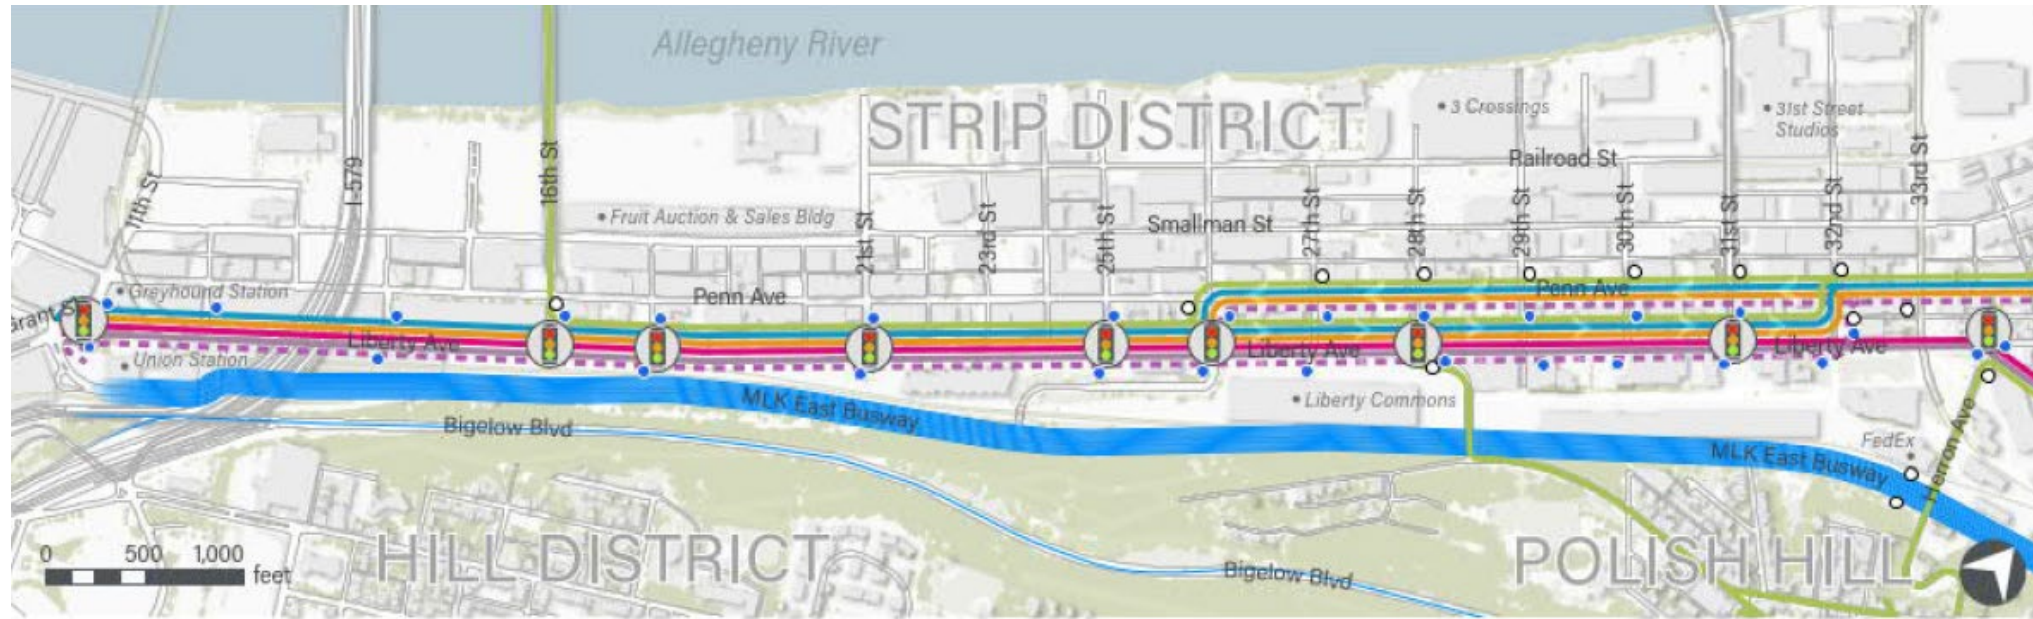 Allegheny River
STRIP DISTRICT
3 Crossings
31st Street
Studios
Railroad St
11th St
I-579
16th St
Fruit Auction & Sales Bldg
21st St
23rd St
25th St
Smallman St
27th St
28th St
29th St
30th St
31st St
32nd St
33rd St
Greyhound Station
Penn Ave
Penn Ave
Grant St
Liberty Ave
Liberty Ave
Liberty Ave
Union Station
MLK East Busway
Liberty Commons
Bigelow Blvd
FedEx
Herron Ave
MLK East Busway
0 500 1,000
feet
HILL DISTRICT
Bigelow Blvd
POLISH HILL